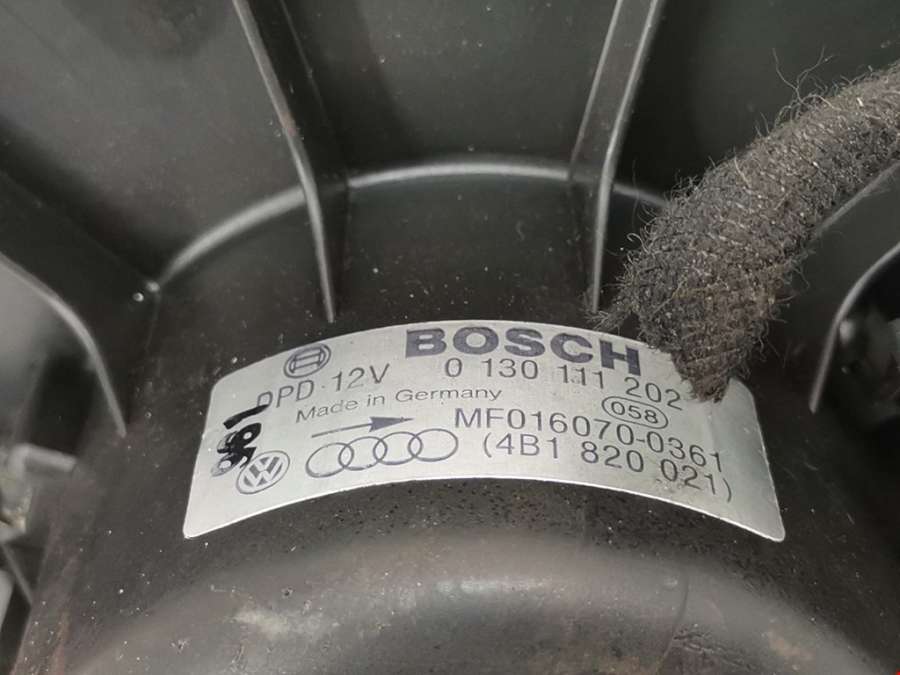 BOSCH
DPD 12V 0 130 111 202
Made in Germany 058
MF016070-0361
(4B1 820 021)